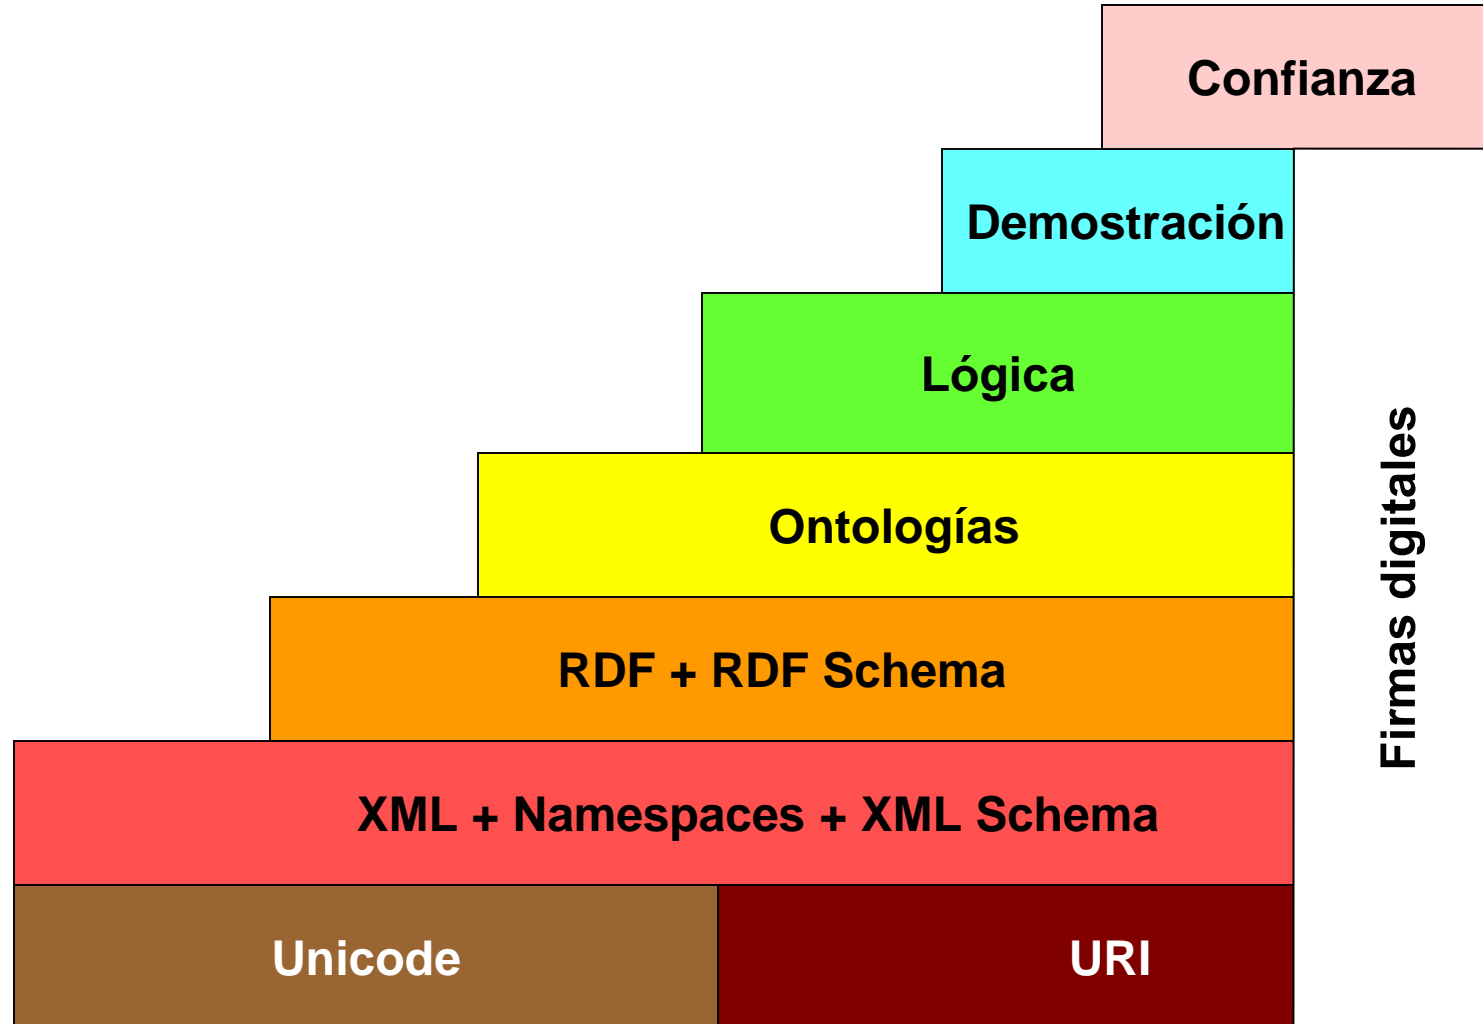 Confianza
Demostración
Lógica
Ontologías
RDF + RDF Schema
XML + Namespaces + XML Schema
Unicode
URI
Firmas digitales